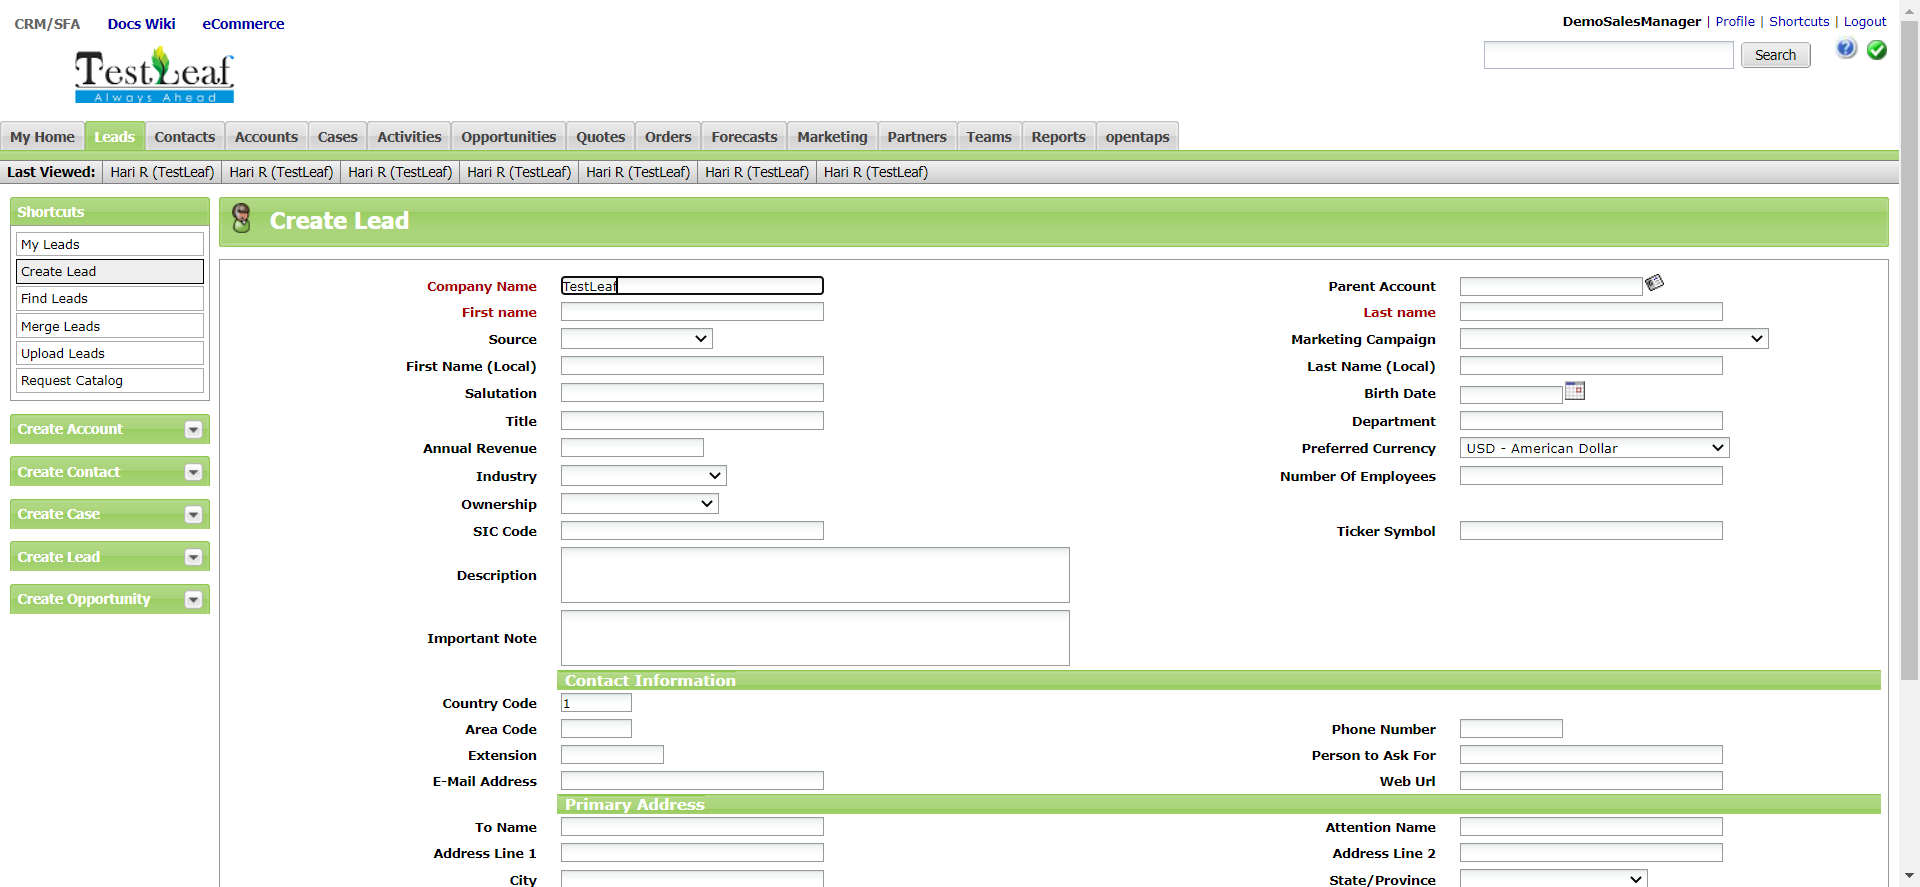 CRM/SFA Docs Wiki eCommerce
DemoSalesManager | Profile | Shortcuts | Logout
TestLeaf
Always Ahead
Search
My Home Leads Contacts Accounts Cases Activities Opportunities Quotes Orders Forecasts Marketing Partners Teams Reports opentaps
Last Viewed: Hari R (TestLeaf) Hari R (TestLeaf) Hari R (TestLeaf) Hari R (TestLeaf) Hari R (TestLeaf) Hari R (TestLeaf) Hari R (TestLeaf)
Shortcuts
My Leads
Create Lead
Find Leads
Merge Leads
Upload Leads
Request Catalog
Create Account
Create Contact
Create Case
Create Lead
Create Opportunity
Create Lead
Company Name TestLeaf Parent Account
First name Last name
Source Marketing Campaign
First Name (Local) Last Name (Local)
Salutation Birth Date
Title Department
Annual Revenue Preferred Currency USD - American Dollar
Industry Number Of Employees
Ownership
SIC Code Ticker Symbol
Description
Important Note
Contact Information
Country Code 1
Area Code Phone Number
Extension Person to Ask For
E-Mail Address Web Url
Primary Address
To Name Attention Name
Address Line 1 Address Line 2
City State/Province